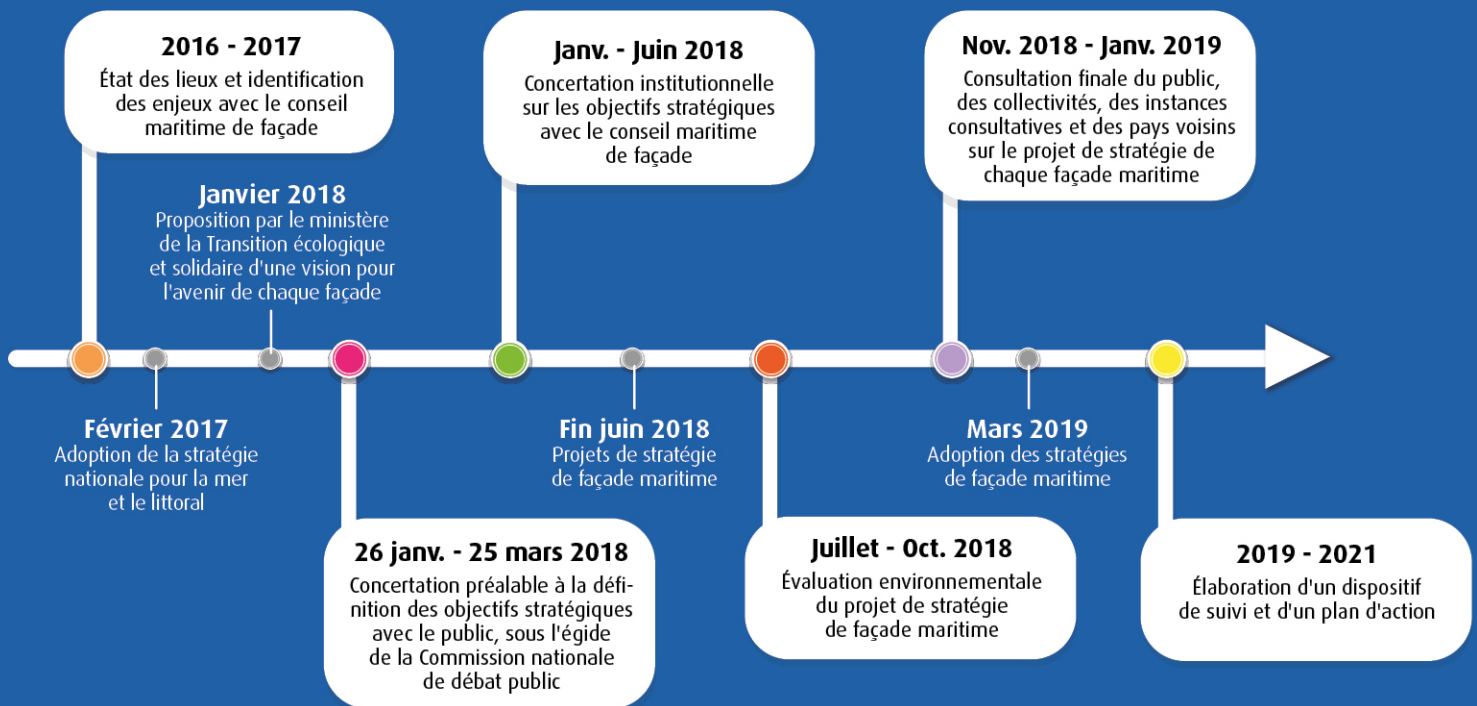 2016 - 2017
État des lieux et identification
des enjeux avec le conseil
maritime de façade
Janvier 2018
Proposition par le ministère
de la Transition écologique
et solidaire d'une vision pour
l'avenir de chaque façade
Janv. - Juin 2018
Concertation institutionnelle
sur les objectifs stratégiques
avec le conseil maritime
de façade
Nov. 2018 - Janv. 2019
Consultation finale du public,
des collectivités, des instances
consultatives et des pays voisins
sur le projet de stratégie de
chaque façade maritime
Février 2017
Adoption de la stratégie
nationale pour la mer
et le littoral
26 janv. - 25 mars 2018
Concertation préalable à la défi-
nition des objectifs stratégiques
avec le public, sous l'égide
de la Commission nationale
de débat public
Fin juin 2018
Projets de stratégie
de façade maritime
Juillet - Oct. 2018
Évaluation environnementale
du projet de stratégie
de façade maritime
Mars 2019
Adoption des stratégies
de façade maritime
2019 - 2021
Élaboration d'un dispositif
de suivi et d'un plan d'action